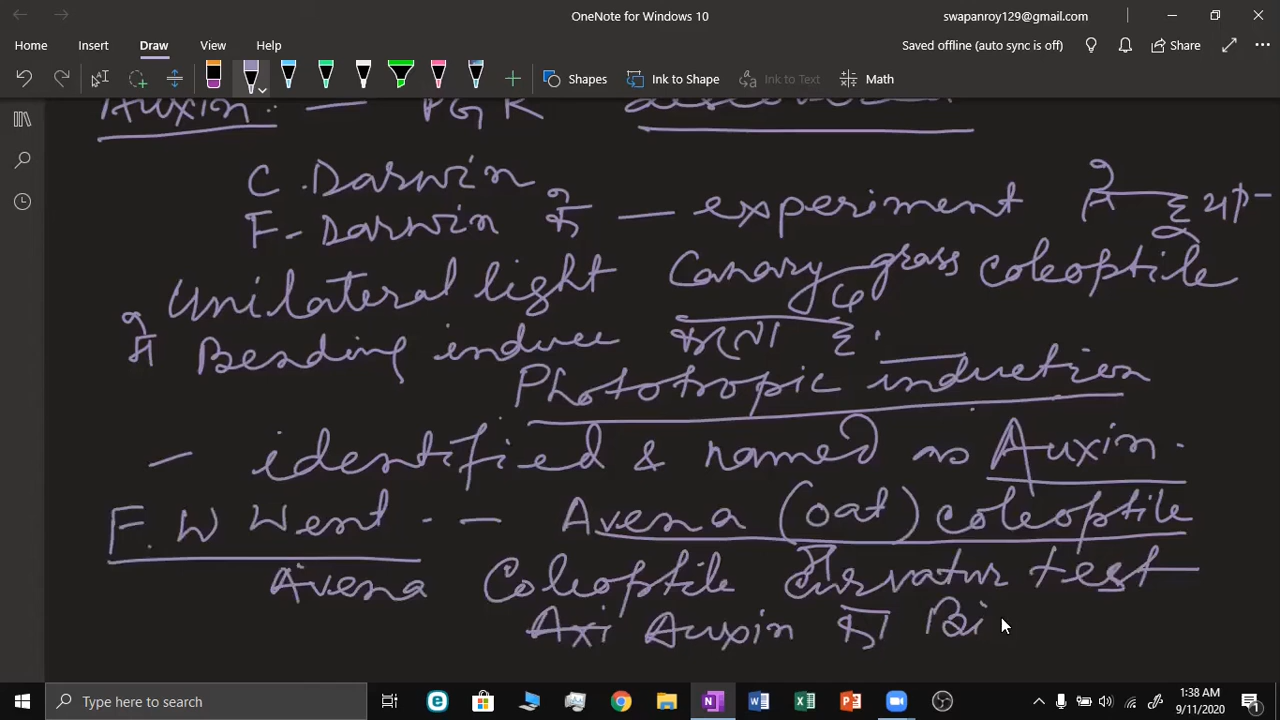 OneNote for Windows 10
swapanroy129@gmail.com
Home Insert Draw View Help
Saved offline (auto sync is off)
Share
Shapes
Ink to Shape
Ink to Text
Math
Auxin :— PGR
C. Darwin
F. Darwin ने — experiment
Unilateral light Canary grass coleoptile
में Bending induce
Phototropic induction
— identified & named as Auxin.
F. W Went - — Avena (oat) coleoptile
Avena Coleoptile Curvatur test
Auxin का Bi
Type here to search
1:38 AM
9/11/2020